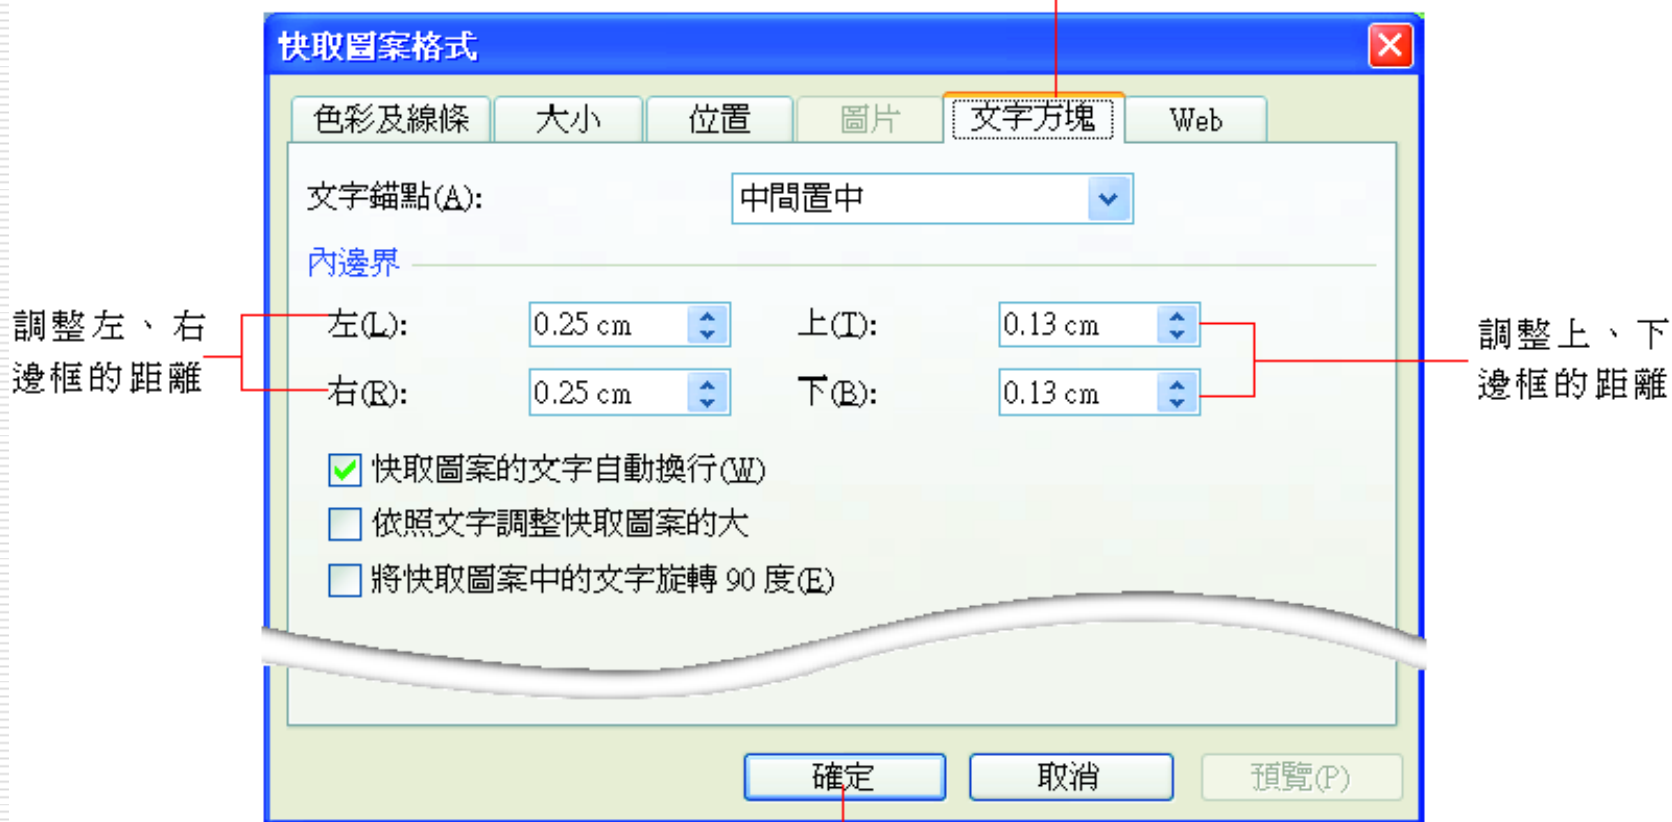 快取圖案格式
色彩及線條 大小 位置 圖片 文字方塊 Web
文字錨點(A): 中間置中
內邊界
左(L): 0.25 cm 上(T): 0.13 cm
右(R): 0.25 cm 下(B): 0.13 cm
調整左、右
邊框的距離
調整上、下
邊框的距離
快取圖案的文字自動換行(W)
依照文字調整快取圖案的大
將快取圖案中的文字旋轉 90 度(E)
確定 取消 預覽(P)